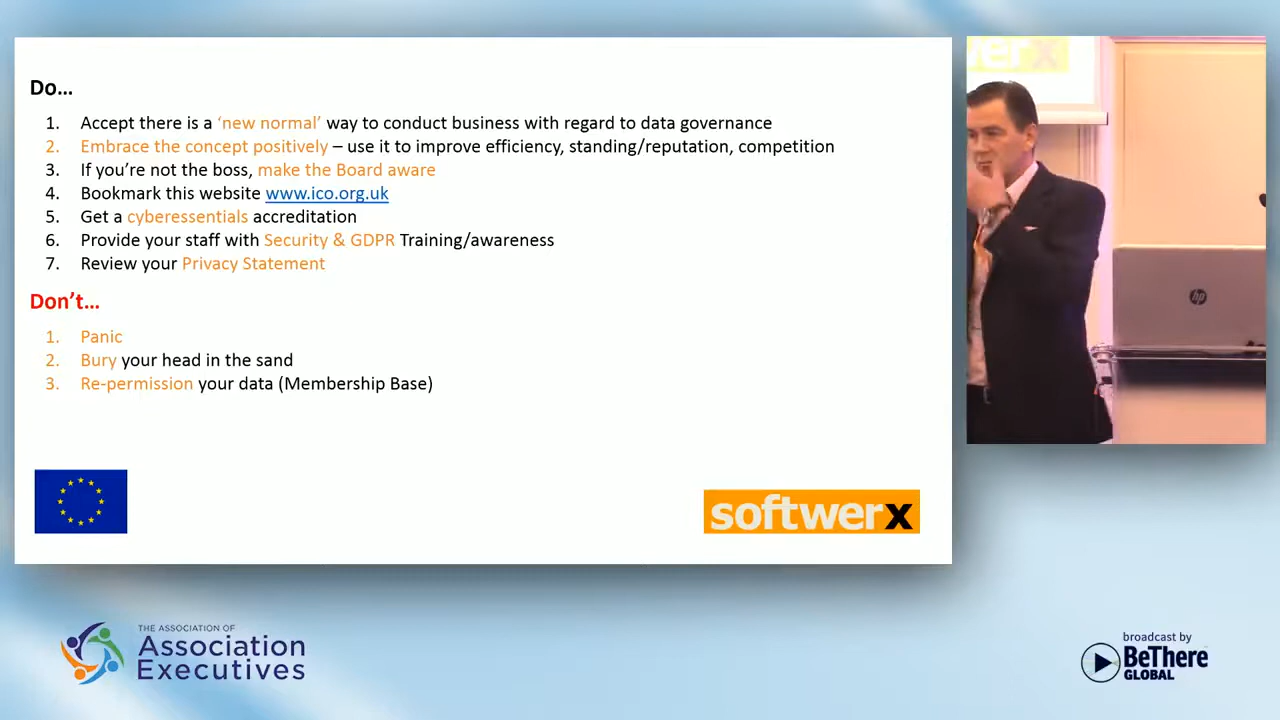 Do...
1. Accept there is a ‘new normal’ way to conduct business with regard to data governance
2. Embrace the concept positively – use it to improve efficiency, standing/reputation, competition
3. If you’re not the boss, make the Board aware
4. Bookmark this website www.ico.org.uk
5. Get a cyberessentials accreditation
6. Provide your staff with Security & GDPR Training/awareness
7. Review your Privacy Statement
Don’t...
1. Panic
2. Bury your head in the sand
3. Re-permission your data (Membership Base)
softwerx
werx
hp
THE ASSOCIATION OF
Association
Executives
broadcast by
BeThere
GLOBAL